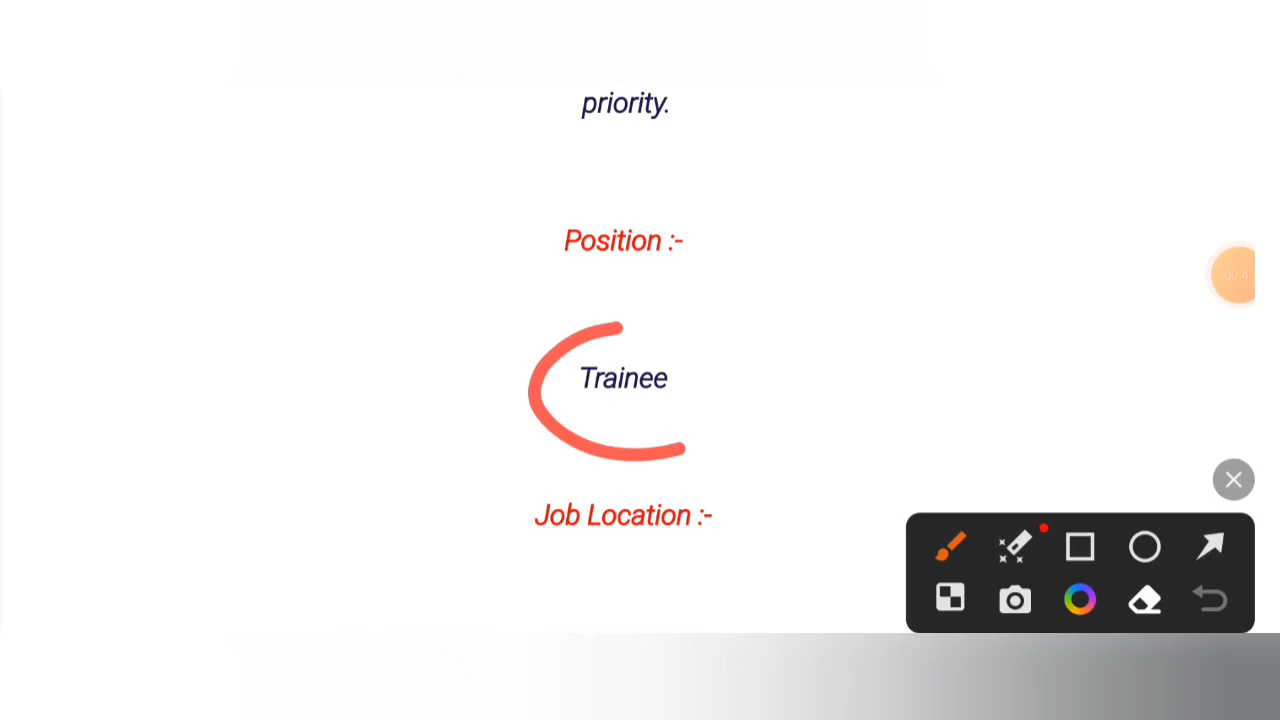 priority.
Position :-
Trainee
Job Location :-